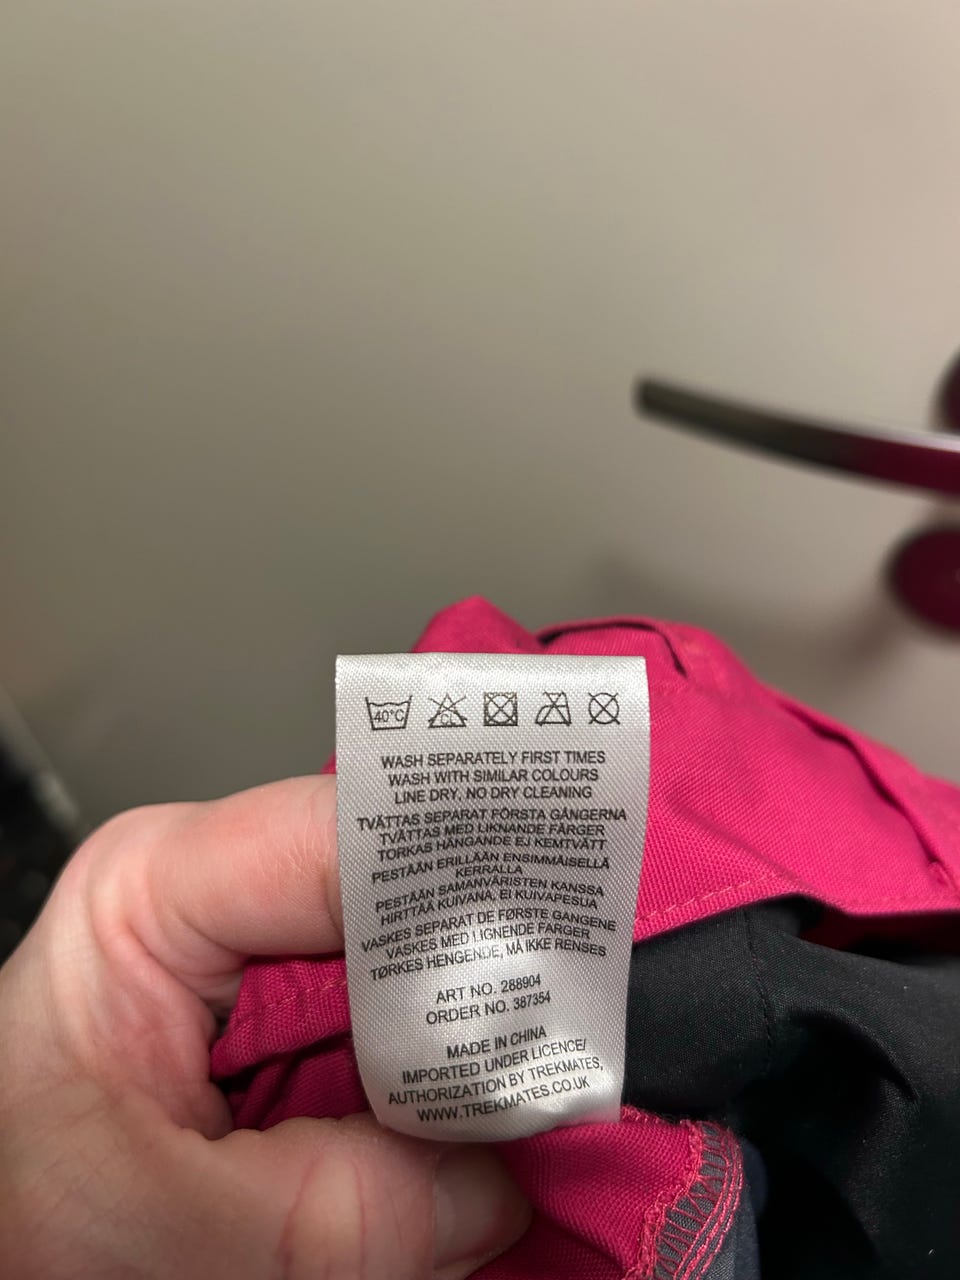 40°C CL
WASH SEPARATELY FIRST TIMES
WASH WITH SIMILAR COLOURS
LINE DRY, NO DRY CLEANING
TVÄTTAS SEPARAT FÖRSTA GÅNGERNA
TVÄTTAS MED LIKNANDE FÄRGER
TORKAS HÄNGANDE EJ KEMTVÄTT
PESTÄÄN ERILLÄÄN ENSIMMÄISELLÄ
KERRALLA
PESTÄÄN SAMANVÄRISTEN KANSSA
HIRTTÄÄ KUIVANA, EI KUIVAPESUA
VASKES SEPARAT DE FØRSTE GANGENE
VASKES MED LIGNENDE FARGER
TØRKES HENGENDE, MÅ IKKE RENSES
ART NO. 288904
ORDER NO. 387354
MADE IN CHINA
IMPORTED UNDER LICENCE/
AUTHORIZATION BY TREKMATES,
WWW.TREKMATES.CO.UK